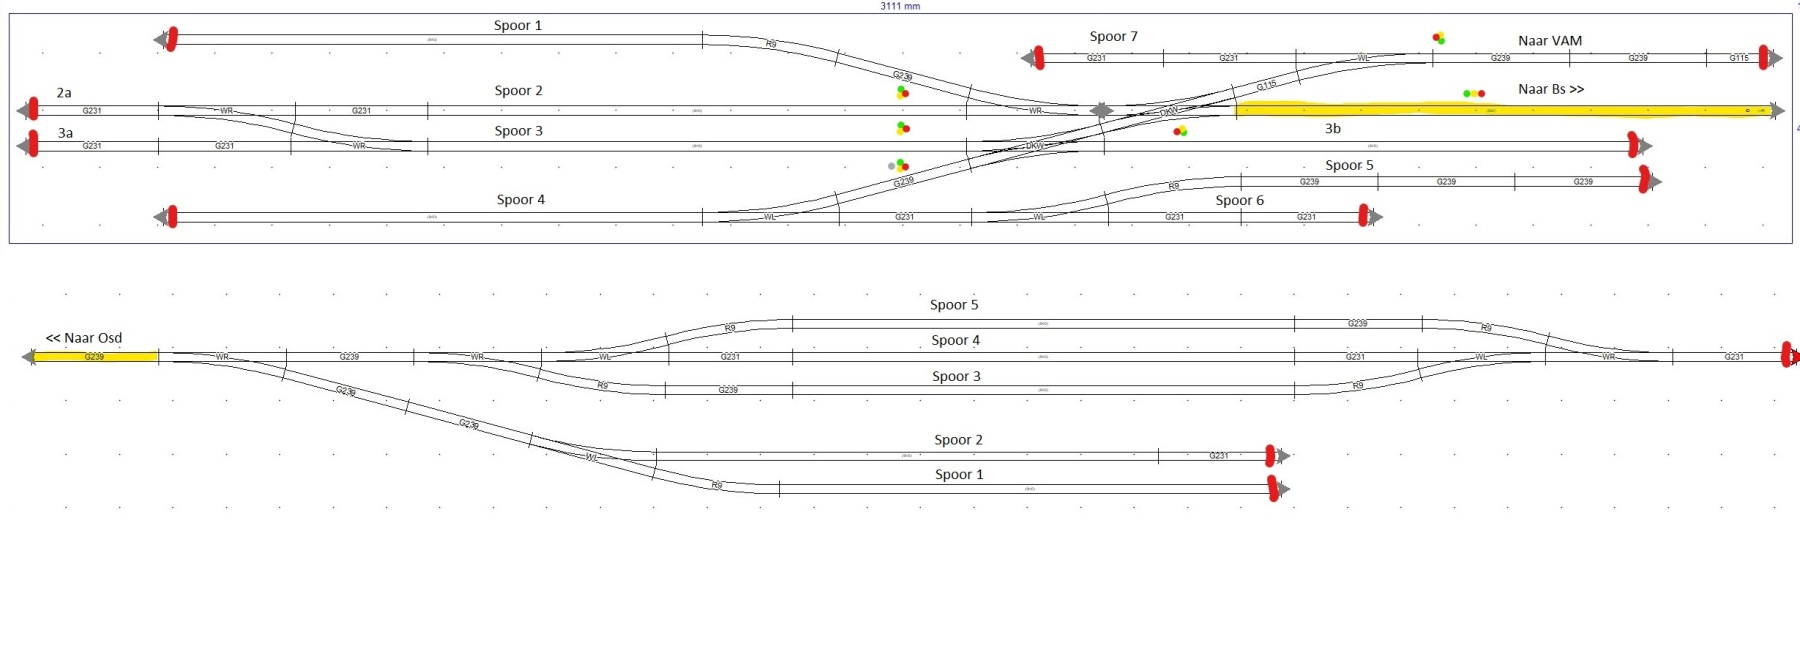 3111 mm
Spoor 1
R9
G239
Spoor 7
G231
G231
WL
Naar VAM
G239
G239
G115
G115
2a
G231
WR
G231
Spoor 2
WR
DKW
Naar Bs >>
3a
G231
G231
WR
Spoor 3
DKW
3b
G239
Spoor 4
WL
G231
WL
R9
Spoor 5
G239
G239
G239
Spoor 6
G231
G231
<< Naar Osd
G239
WR
G239
WR
WL
R9
Spoor 5
G239
R9
Spoor 4
G231
G231
WL
WR
G231
Spoor 3
R9
G239
R9
G239
G239
WL
Spoor 2
G231
R9
Spoor 1